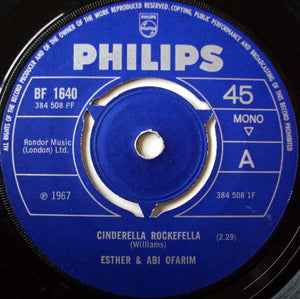 ALL RIGHTS OF THE RECORD PRODUCER AND OF THE OWNER OF THE WORK REPRODUCED RESERVED. COPYING, PUBLIC PERFORMANCE AND BROADCASTING OF THIS RECORD PROHIBITED
PHILIPS
PHILIPS
BF 1640
384 508 PF
45
MONO
Rondor Music
(London) Ltd.
A
℗ 1967
384 508 1F
CINDERELLA ROCKEFELLA (2.29)
(Williams)
ESTHER & ABI OFARIM